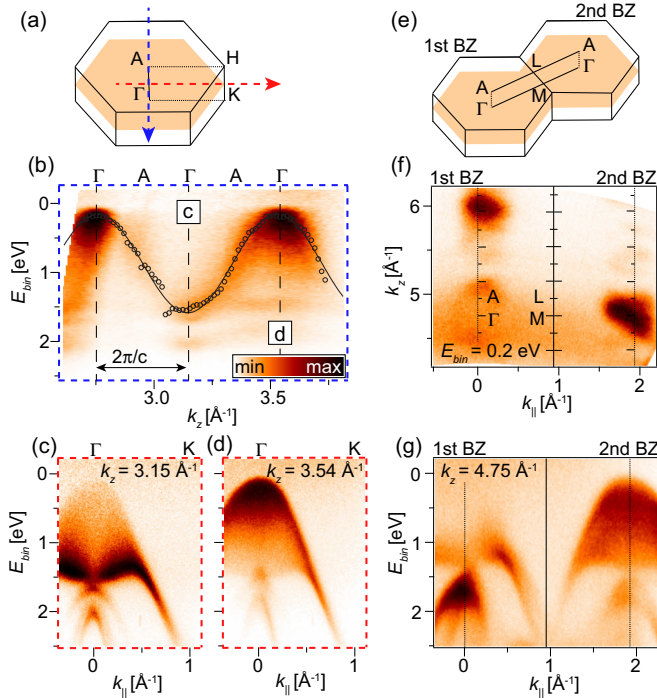 (a)
A
H
Γ
K
(b)
Γ A Γ A Γ
0
1
2
E_bin [eV]
c
d
2π/c
min max
3.0 3.5
k_z [Å⁻¹]
(c)
Γ K
k_z = 3.15 Å⁻¹
0
1
2
E_bin [eV]
0 1
k_|| [Å⁻¹]
(d)
Γ K
k_z = 3.54 Å⁻¹
0 1
k_|| [Å⁻¹]
(e)
2nd BZ
1st BZ
A
L
Γ
A
Γ
M
(f)
1st BZ 2nd BZ
6
5
k_z [Å⁻¹]
A L
Γ M
E_bin = 0.2 eV
0 1 2
k_|| [Å⁻¹]
(g)
1st BZ 2nd BZ
k_z = 4.75 Å⁻¹
0
1
2
E_bin [eV]
0 1 2
k_|| [Å⁻¹]